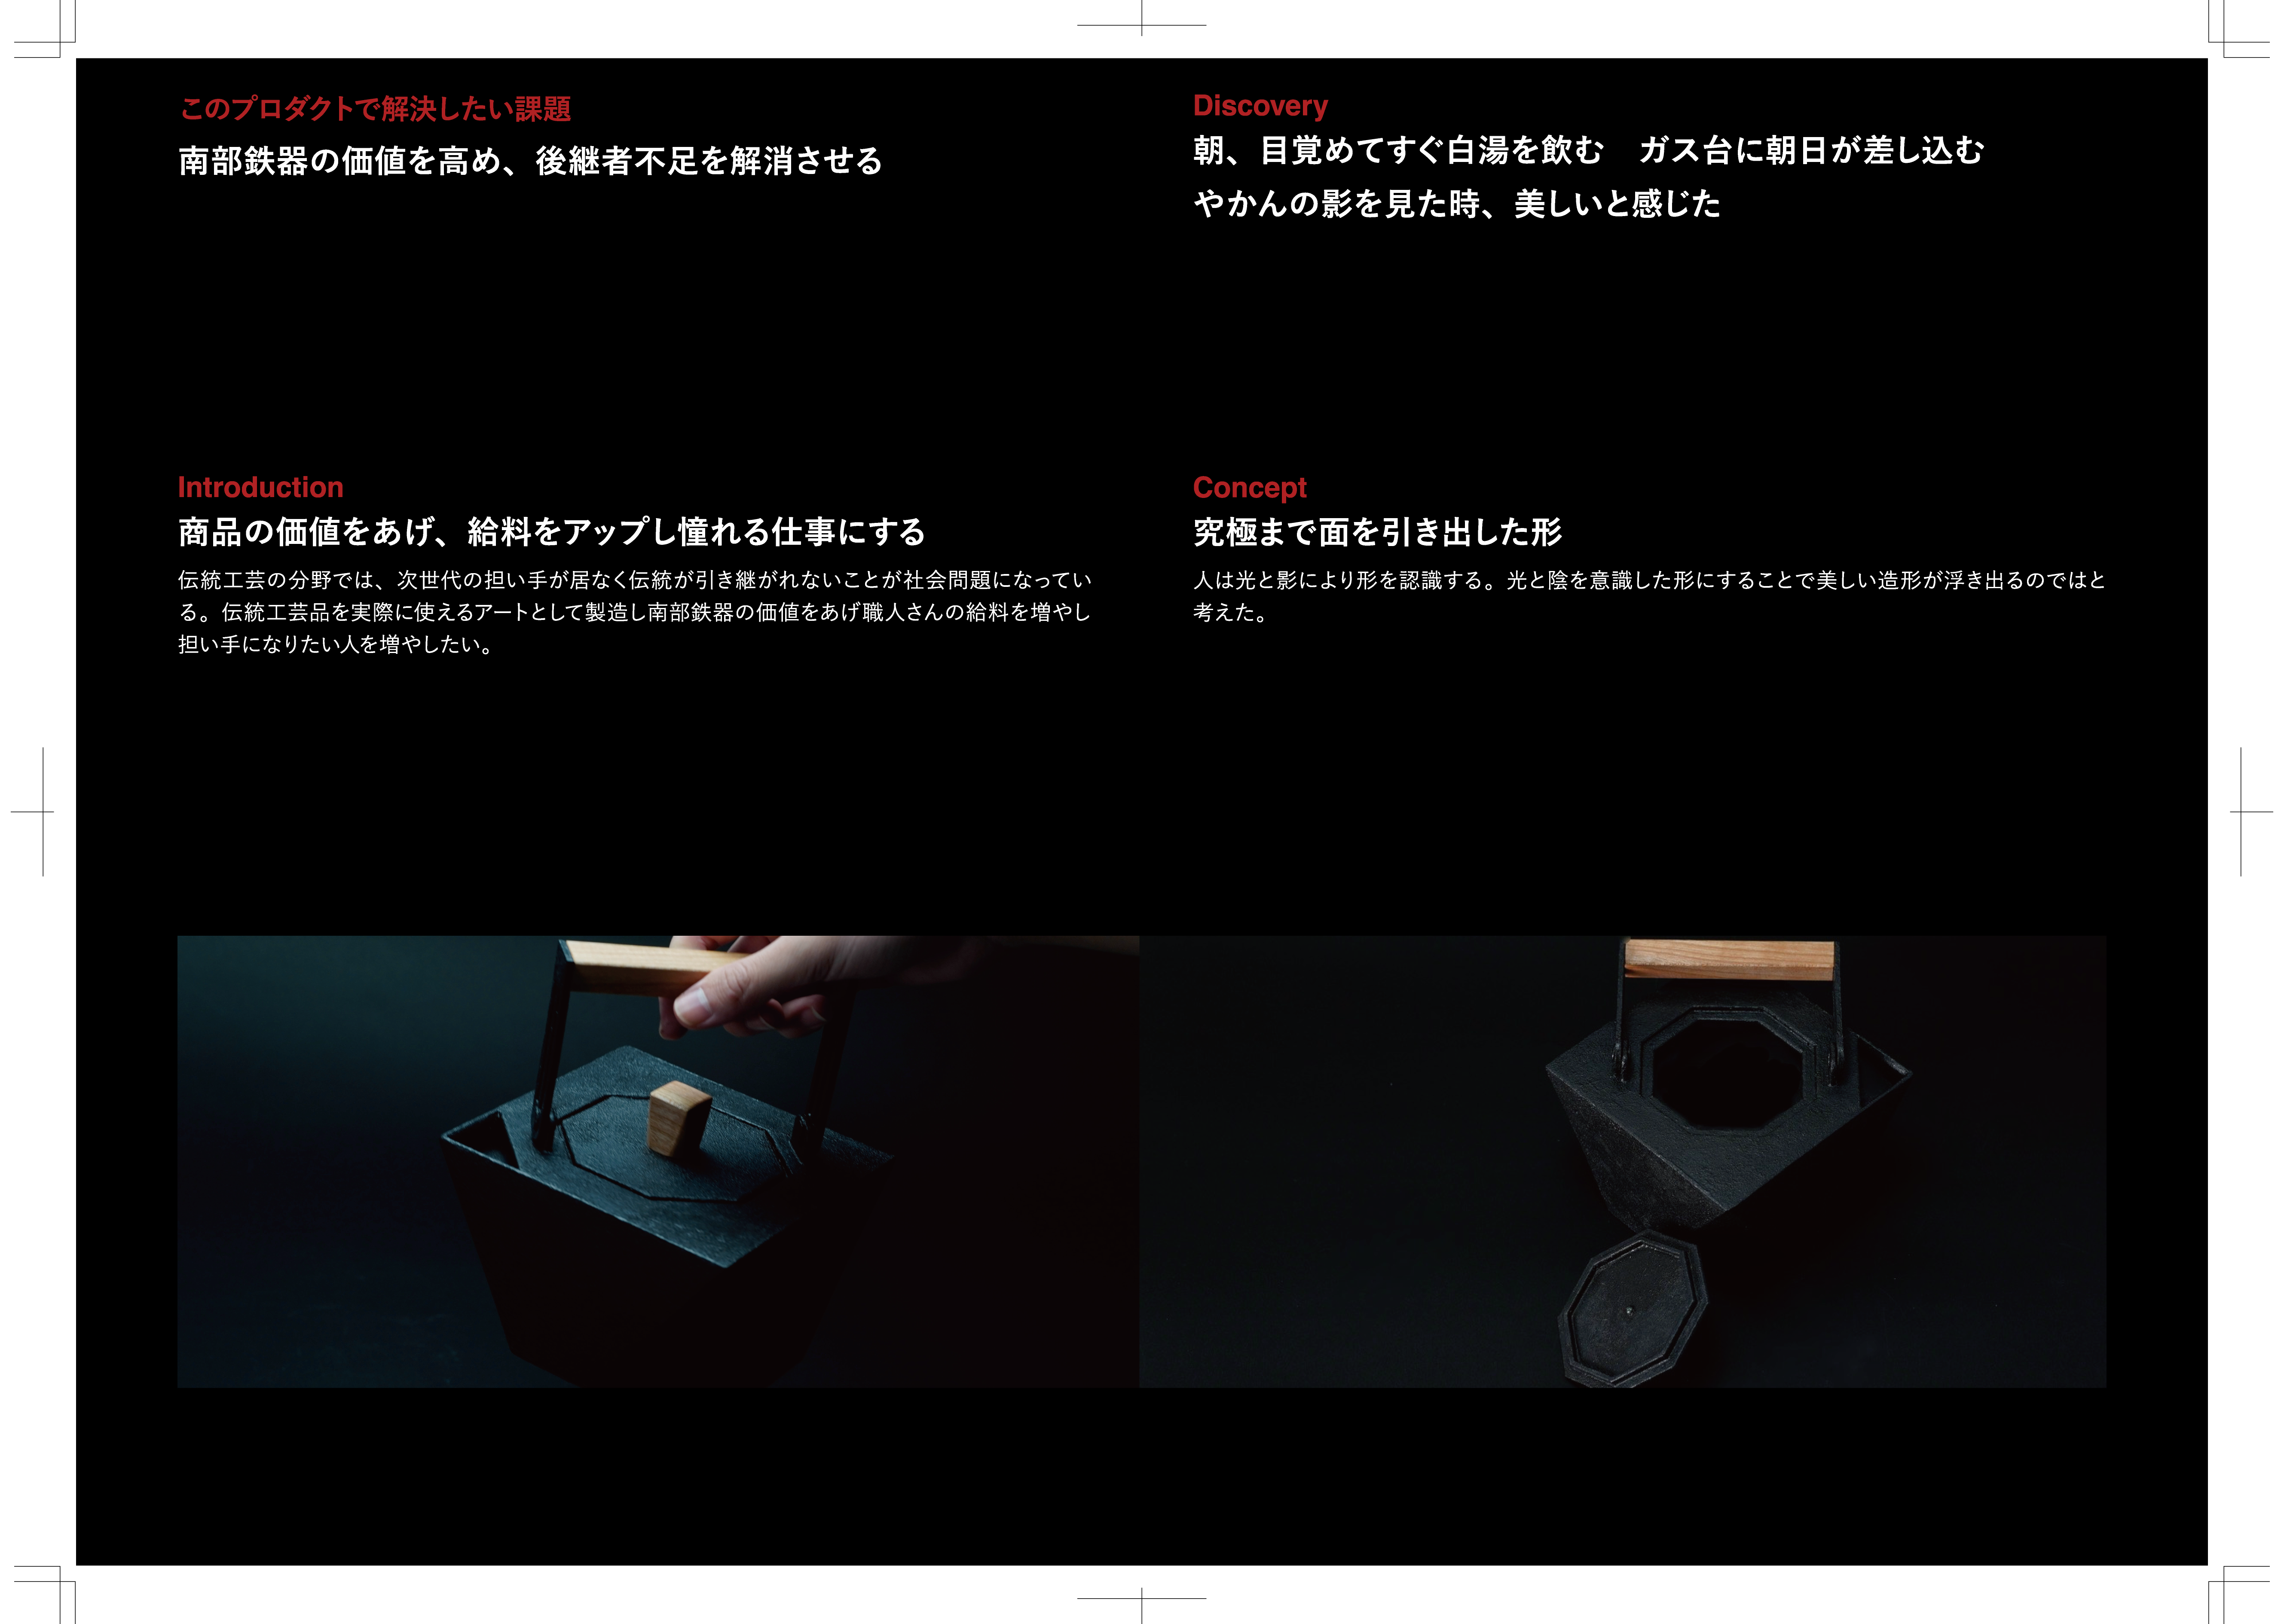 このプロダクトで解決したい課題
南部鉄器の価値を高め、後継者不足を解消させる
Discovery
朝、目覚めてすぐ白湯を飲む　ガス台に朝日が差し込む
やかんの影を見た時、美しいと感じた
Introduction
商品の価値をあげ、給料をアップし憧れる仕事にする
伝統工芸の分野では、次世代の担い手が居なく伝統が引き継がれないことが社会問題になってい
る。伝統工芸品を実際に使えるアートとして製造し南部鉄器の価値をあげ職人さんの給料を増やし
担い手になりたい人を増やしたい。
Concept
究極まで面を引き出した形
人は光と影により形を認識する。光と陰を意識した形にすることで美しい造形が浮き出るのではと
考えた。